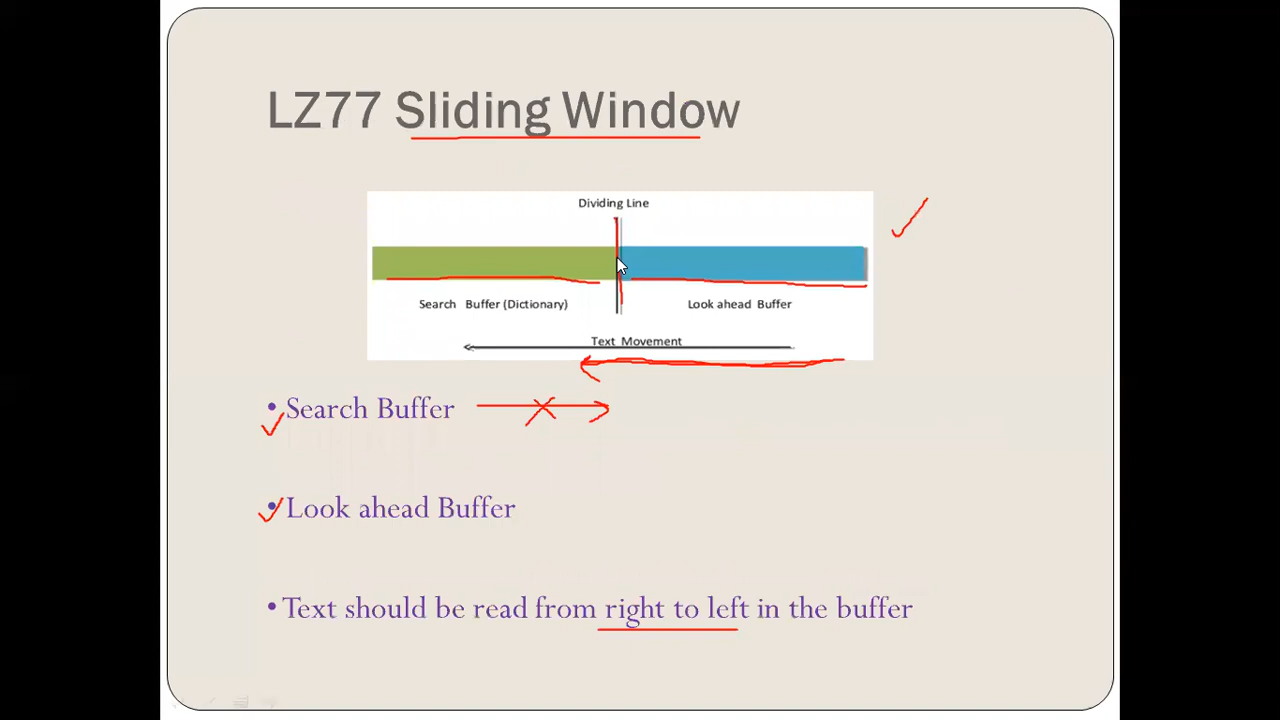 LZ77 Sliding Window
Dividing Line
Search Buffer (Dictionary)
Look ahead Buffer
Text Movement
• Search Buffer
• Look ahead Buffer
• Text should be read from right to left in the buffer